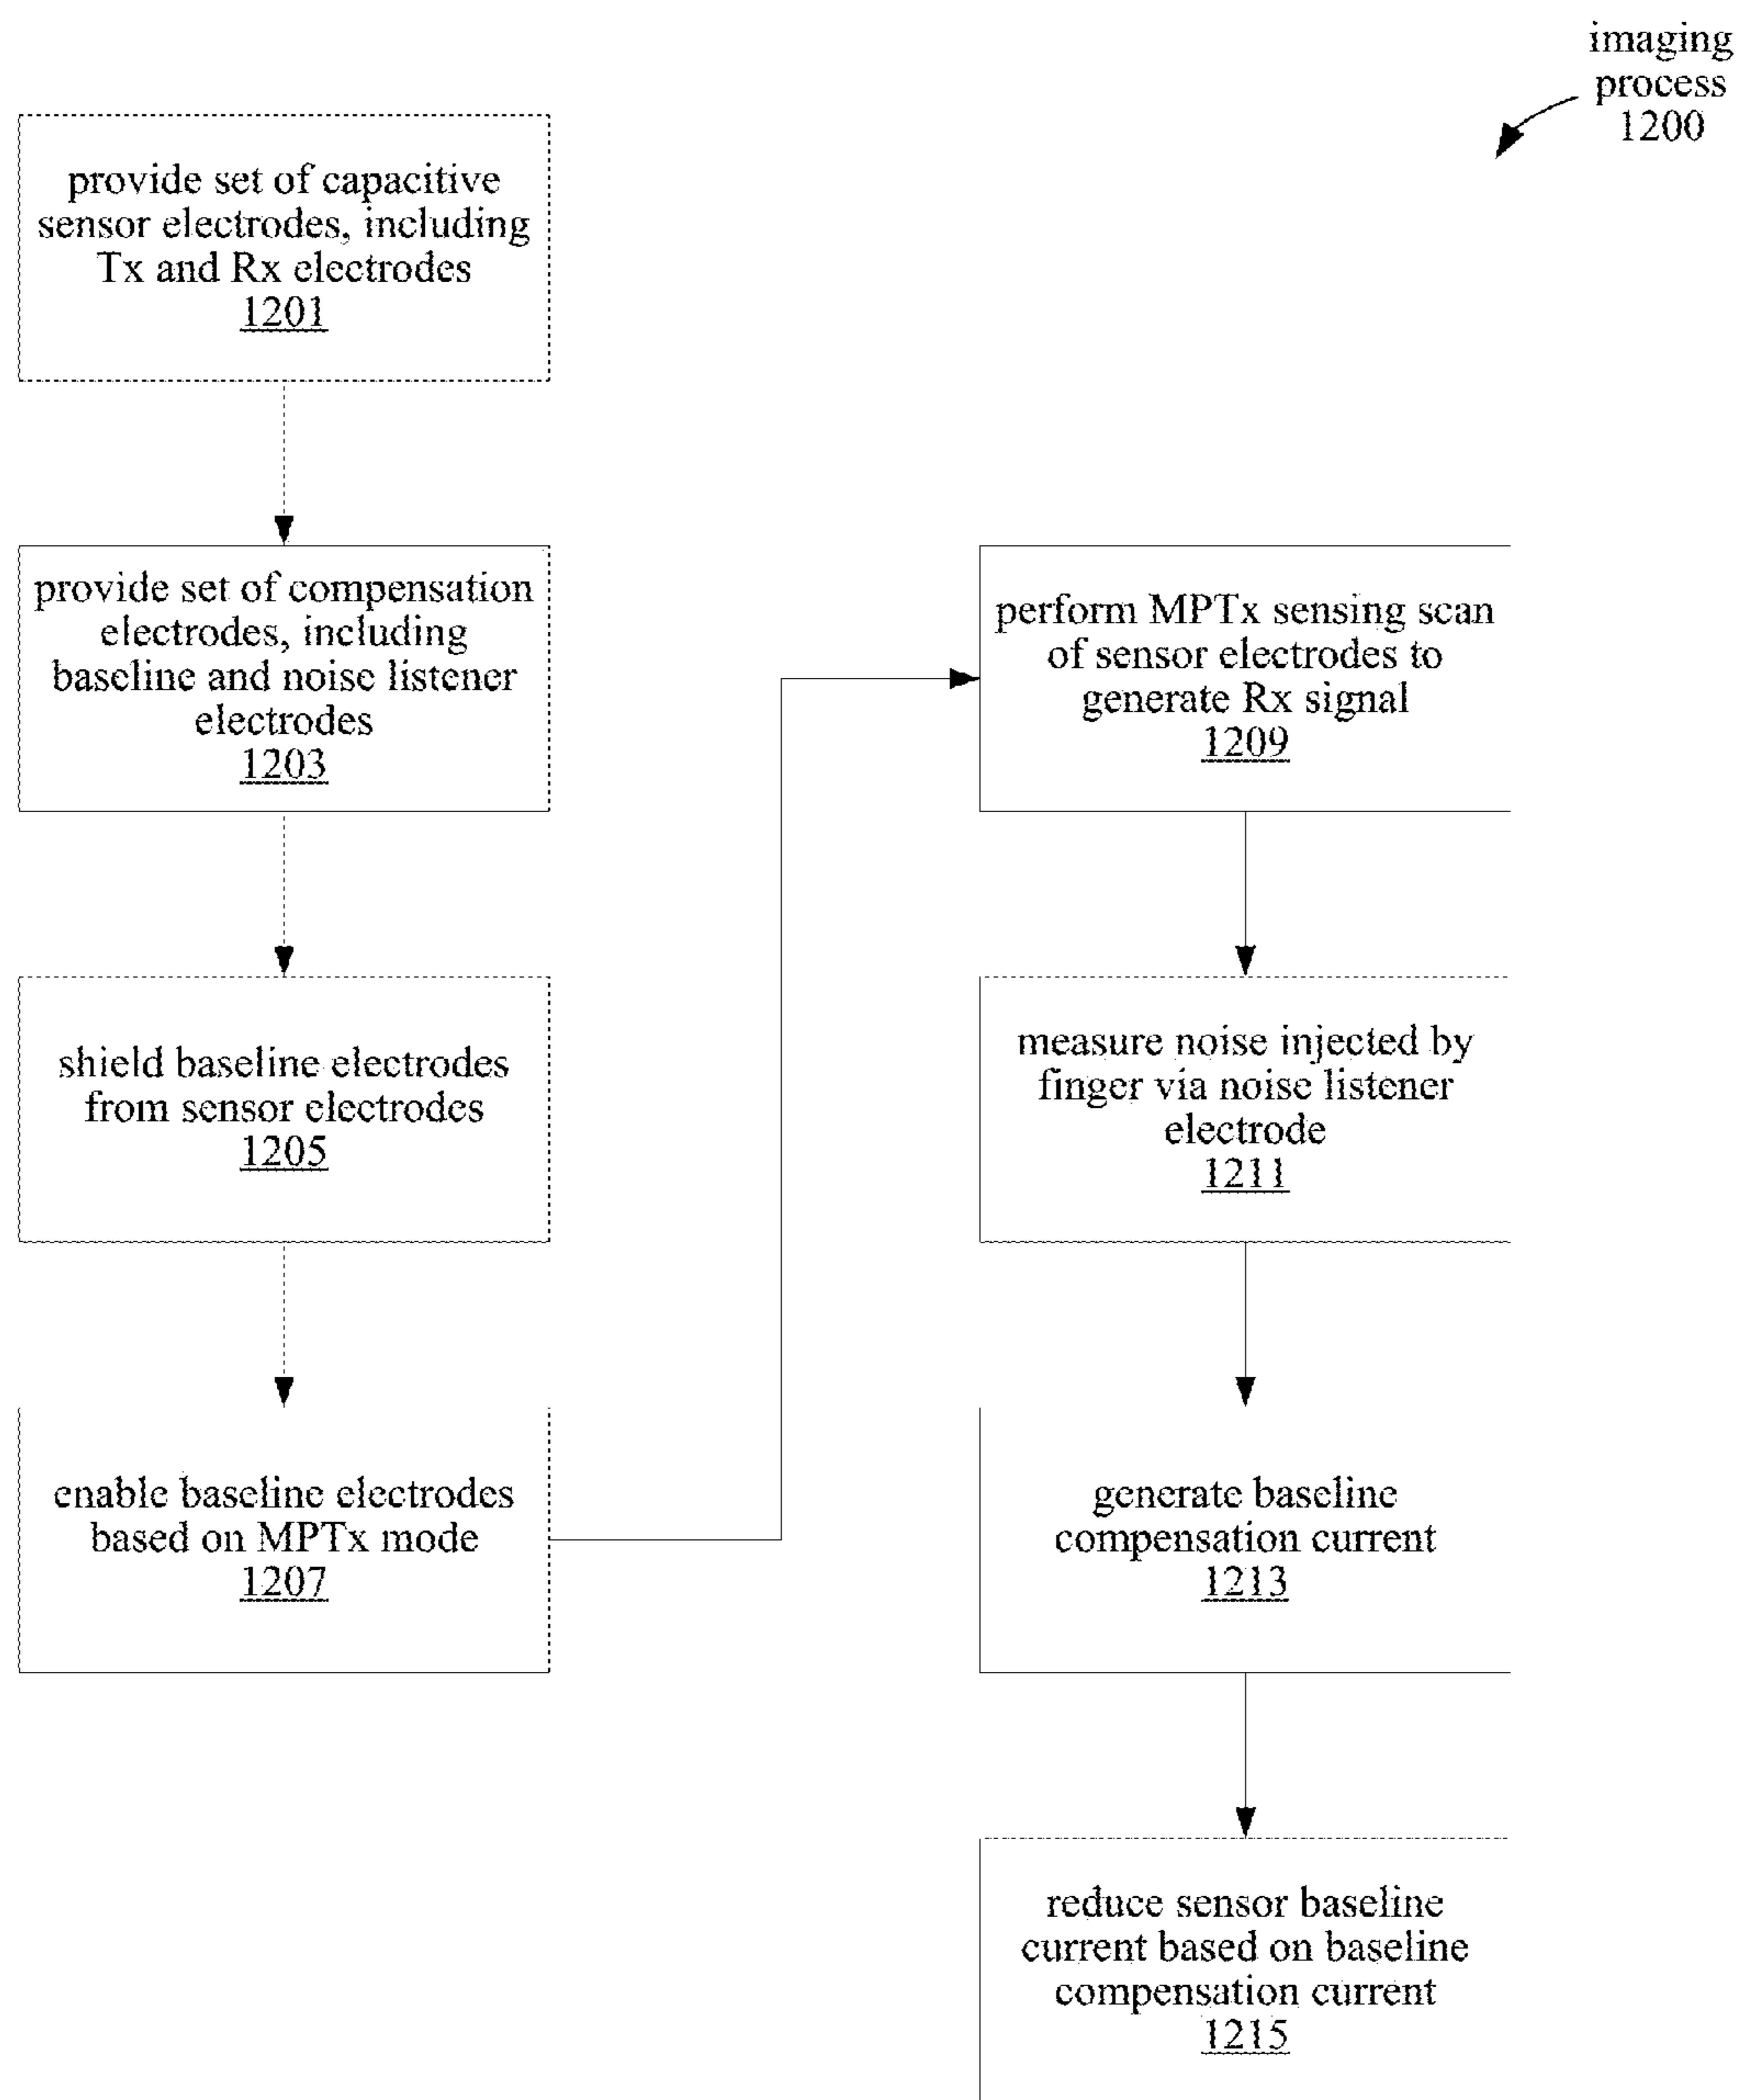 imaging
process
1200
provide set of capacitive
sensor electrodes, including
Tx and Rx electrodes
1201
provide set of compensation
electrodes, including
baseline and noise listener
electrodes
1203
shield baseline electrodes
from sensor electrodes
1205
enable baseline electrodes
based on MPTx mode
1207
perform MPTx sensing scan
of sensor electrodes to
generate Rx signal
1209
measure noise injected by
finger via noise listener
electrode
1211
generate baseline
compensation current
1213
reduce sensor baseline
current based on baseline
compensation current
1215